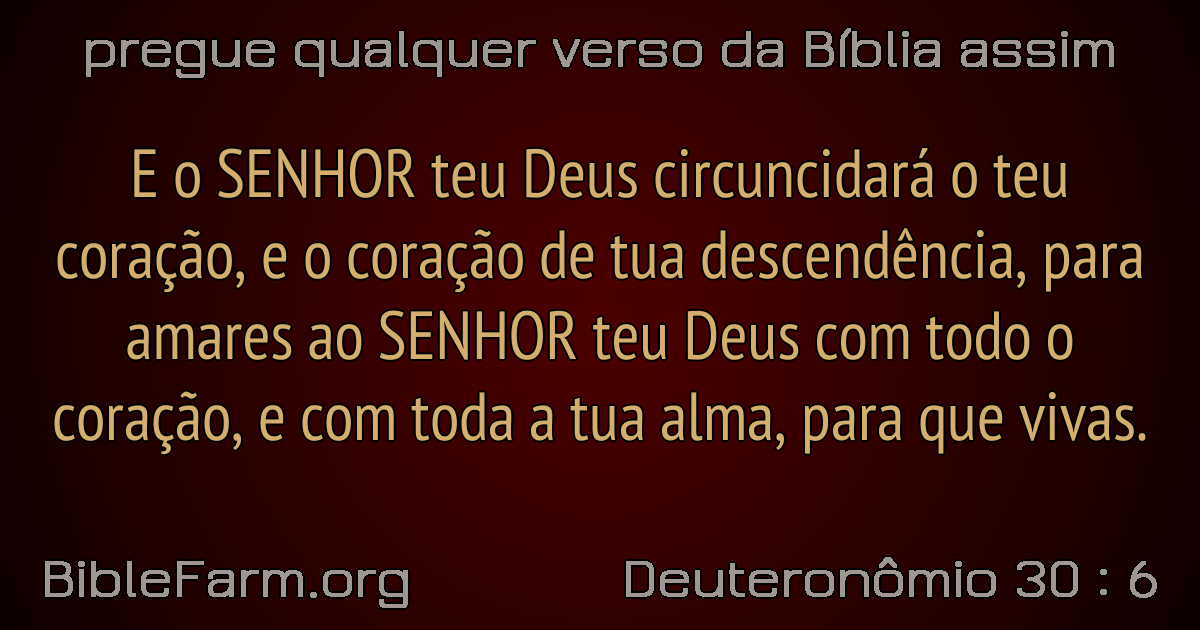 pregue qualquer verso da Bíblia assim
E o SENHOR teu Deus circuncidará o teu
coração, e o coração de tua descendência, para
amares ao SENHOR teu Deus com todo o
coração, e com toda a tua alma, para que vivas.
BibleFarm.org
Deuteronômio 30 : 6